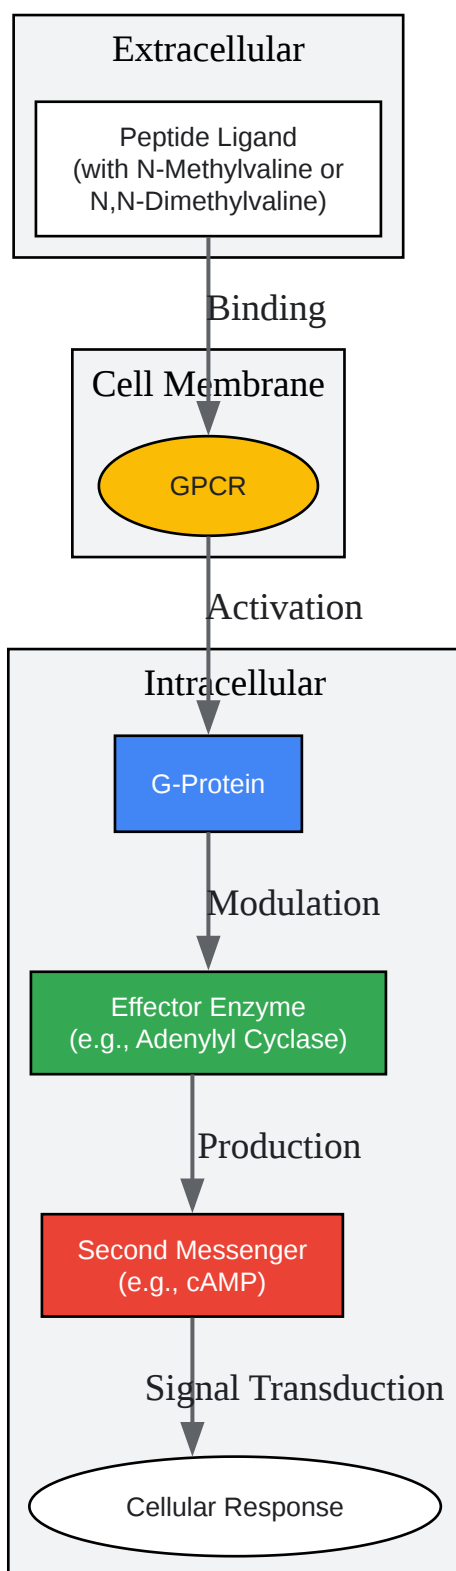 Extracellular
Peptide Ligand
(with N-Methylvaline or
N,N-Dimethylvaline)
Binding
Cell Membrane
GPCR
Activation
Intracellular
G-Protein
Modulation
Effector Enzyme
(e.g., Adenylyl Cyclase)
Production
Second Messenger
(e.g., cAMP)
Signal Transduction
Cellular Response